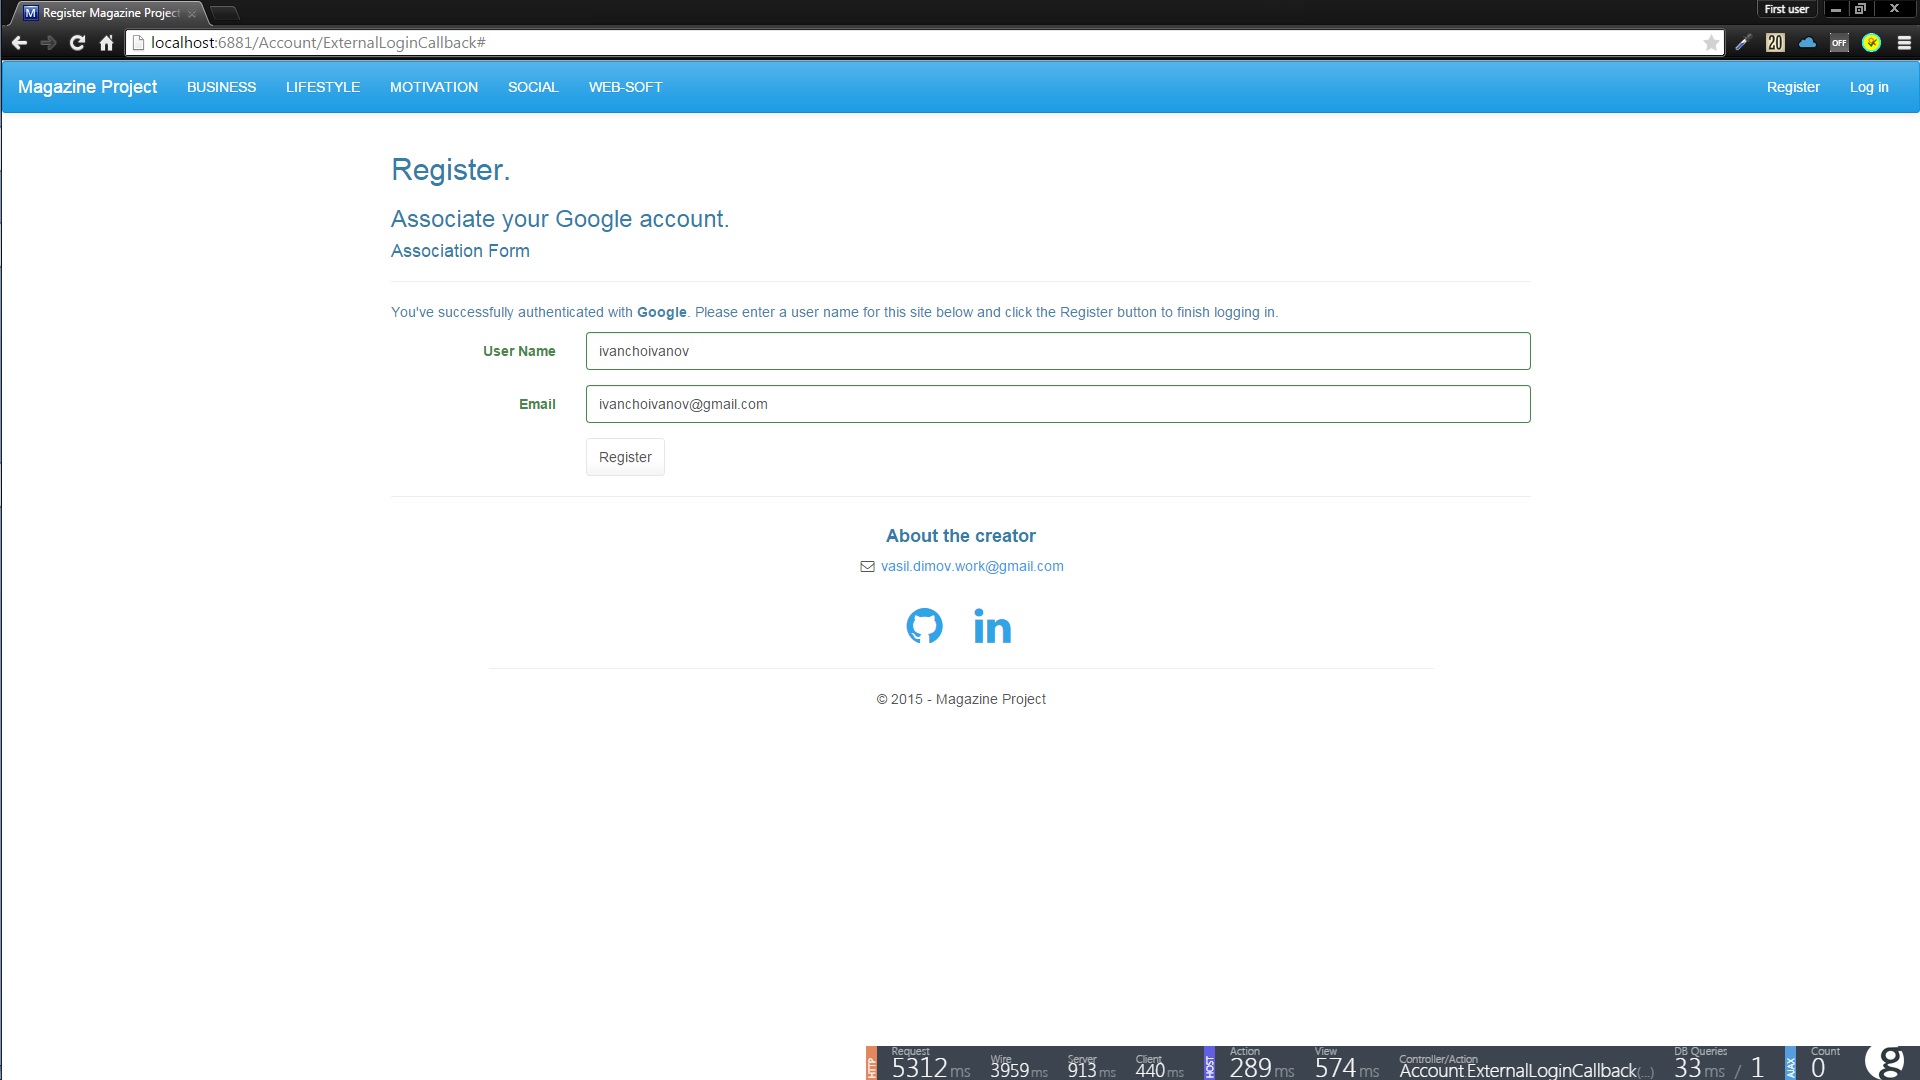 M Register Magazine Project
First user
localhost:6881/Account/ExternalLoginCallback#
20
OFF
Magazine Project BUSINESS LIFESTYLE MOTIVATION SOCIAL WEB-SOFT Register Log in
Register.
Associate your Google account.
Association Form
You've successfully authenticated with Google. Please enter a user name for this site below and click the Register button to finish logging in.
User Name ivanchoivanov
Email ivanchoivanov@gmail.com
Register
About the creator
vasil.dimov.work@gmail.com
in
© 2015 - Magazine Project
HTTP Request 5312 ms Wire 3959 ms Server 913 ms Client 440 ms HOST Action 289 ms View 574 ms Controller/Action Account ExternalLoginCallback(...) DB Queries 33 ms / 1 AJAX Count 0 g